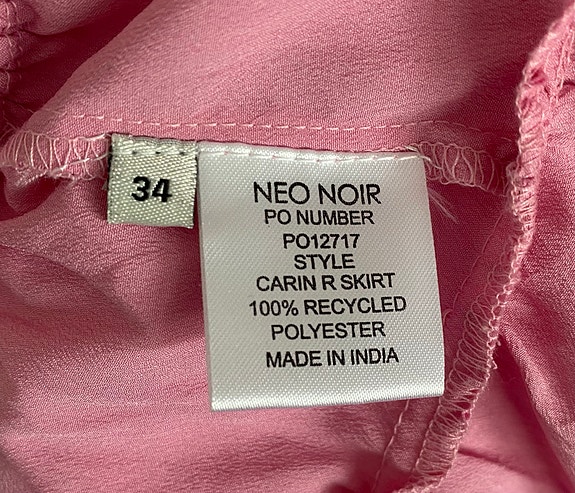 34
NEO NOIR
PO NUMBER
PO12717
STYLE
CARIN R SKIRT
100% RECYCLED
POLYESTER
MADE IN INDIA